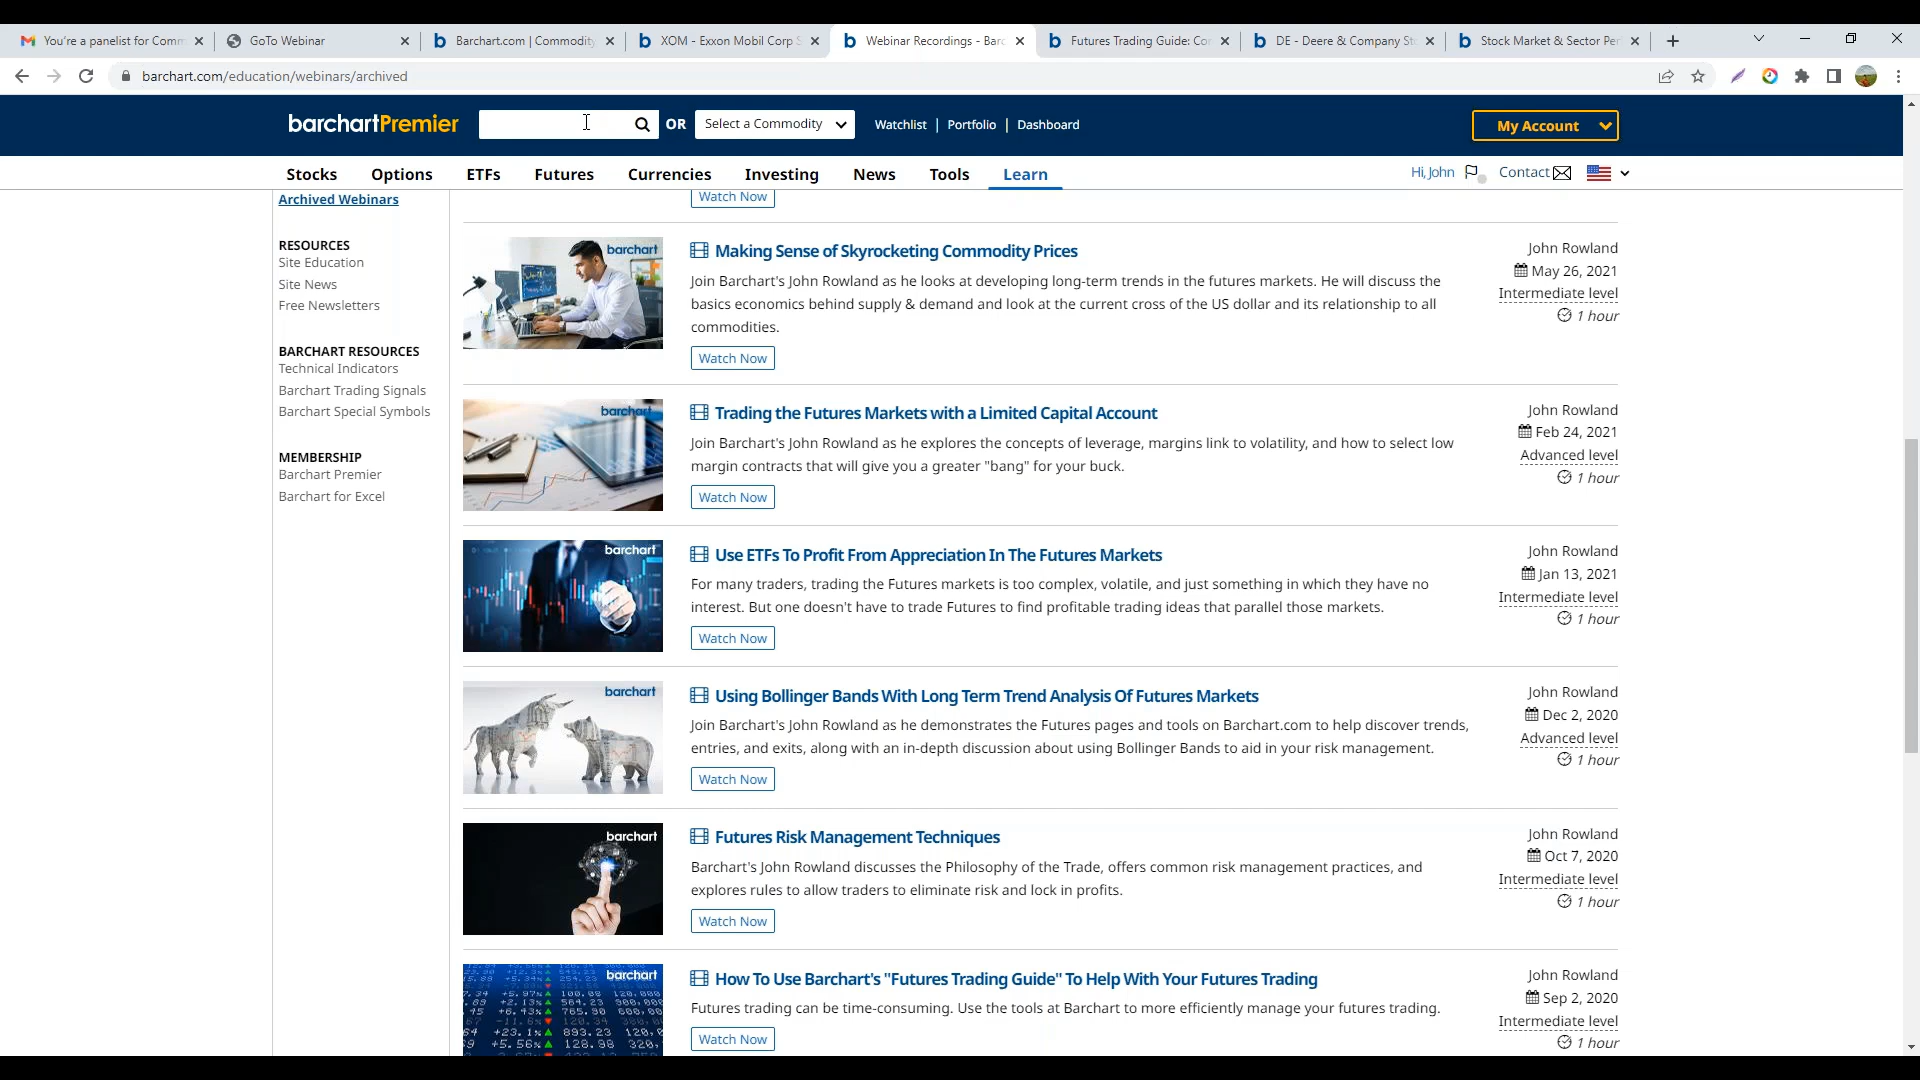 You're a panelist for Comm
GoTo Webinar
Barchart.com | Commodity
XOM - Exxon Mobil Corp S
Webinar Recordings - Barc
Futures Trading Guide: Co
DE - Deere & Company St
Stock Market & Sector Per
barchart.com/education/webinars/archived
barchartPremier
OR
Select a Commodity
Watchlist | Portfolio | Dashboard
My Account
Stocks Options ETFs Futures Currencies Investing News Tools Learn
Hi, John
Contact
Archived Webinars
RESOURCES
Site Education
Site News
Free Newsletters
BARCHART RESOURCES
Technical Indicators
Barchart Trading Signals
Barchart Special Symbols
MEMBERSHIP
Barchart Premier
Barchart for Excel
Watch Now
barchart
Making Sense of Skyrocketing Commodity Prices
Join Barchart's John Rowland as he looks at developing long-term trends in the futures markets. He will discuss the
basics economics behind supply & demand and look at the current cross of the US dollar and its relationship to all
commodities.
Watch Now
John Rowland
May 26, 2021
Intermediate level
1 hour
barchart
Trading the Futures Markets with a Limited Capital Account
Join Barchart's John Rowland as he explores the concepts of leverage, margins link to volatility, and how to select low
margin contracts that will give you a greater "bang" for your buck.
Watch Now
John Rowland
Feb 24, 2021
Advanced level
1 hour
barchart
Use ETFs To Profit From Appreciation In The Futures Markets
For many traders, trading the Futures markets is too complex, volatile, and just something in which they have no
interest. But one doesn't have to trade Futures to find profitable trading ideas that parallel those markets.
Watch Now
John Rowland
Jan 13, 2021
Intermediate level
1 hour
barchart
Using Bollinger Bands With Long Term Trend Analysis Of Futures Markets
Join Barchart's John Rowland as he demonstrates the Futures pages and tools on Barchart.com to help discover trends,
entries, and exits, along with an in-depth discussion about using Bollinger Bands to aid in your risk management.
Watch Now
John Rowland
Dec 2, 2020
Advanced level
1 hour
barchart
Futures Risk Management Techniques
Barchart's John Rowland discusses the Philosophy of the Trade, offers common risk management practices, and
explores rules to allow traders to eliminate risk and lock in profits.
Watch Now
John Rowland
Oct 7, 2020
Intermediate level
1 hour
barchart
How To Use Barchart's "Futures Trading Guide" To Help With Your Futures Trading
Futures trading can be time-consuming. Use the tools at Barchart to more efficiently manage your futures trading.
Watch Now
John Rowland
Sep 2, 2020
Intermediate level
1 hour